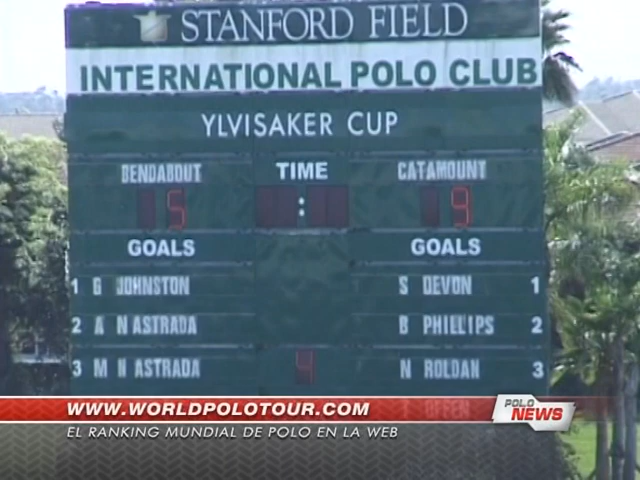 STANFORD FIELD
INTERNATIONAL POLO CLUB
YLVISAKER CUP
BENDABOUT TIME CATAMOUNT
5 : 9
GOALS GOALS
1 G JOHNSTON S DEVON 1
2 A N ASTRADA B PHILLIPS 2
3 M N ASTRADA 4 N ROLDAN 3
WWW.WORLDPOLOTOUR.COM
POLO NEWS
EL RANKING MUNDIAL DE POLO EN LA WEB